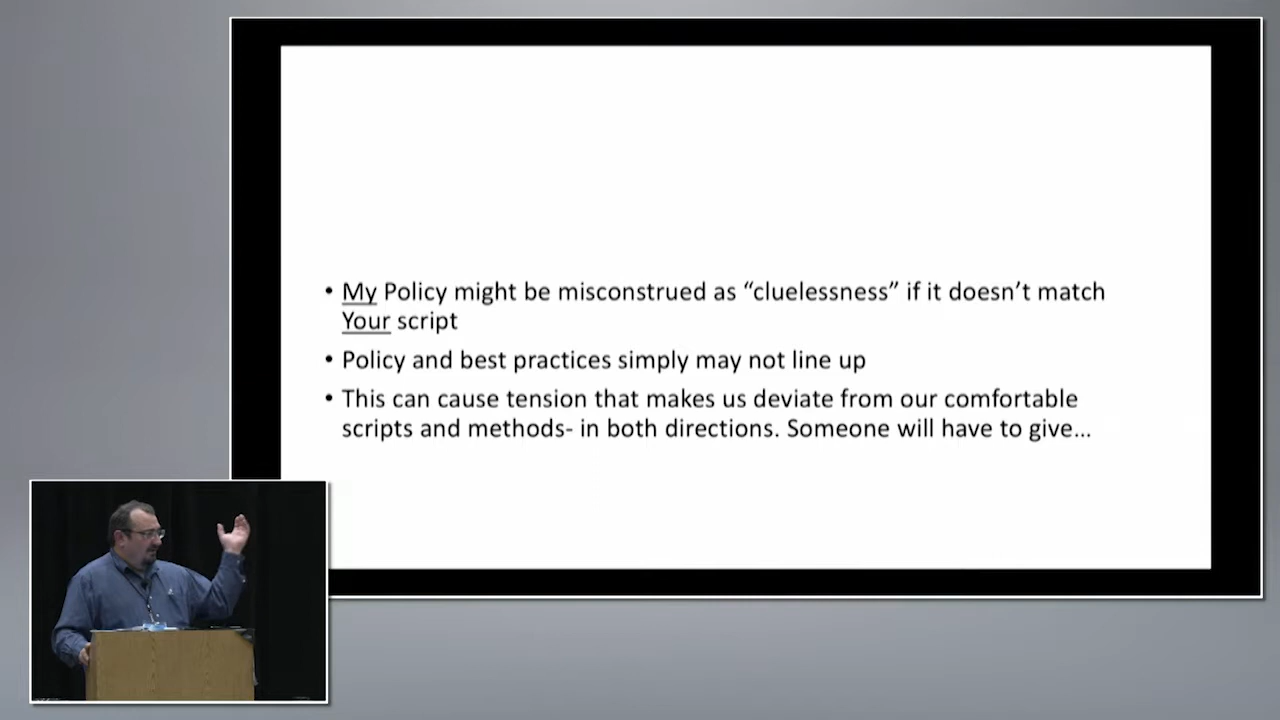 • My Policy might be misconstrued as “cluelessness” if it doesn’t match
Your script
• Policy and best practices simply may not line up
• This can cause tension that makes us deviate from our comfortable
scripts and methods- in both directions. Someone will have to give…